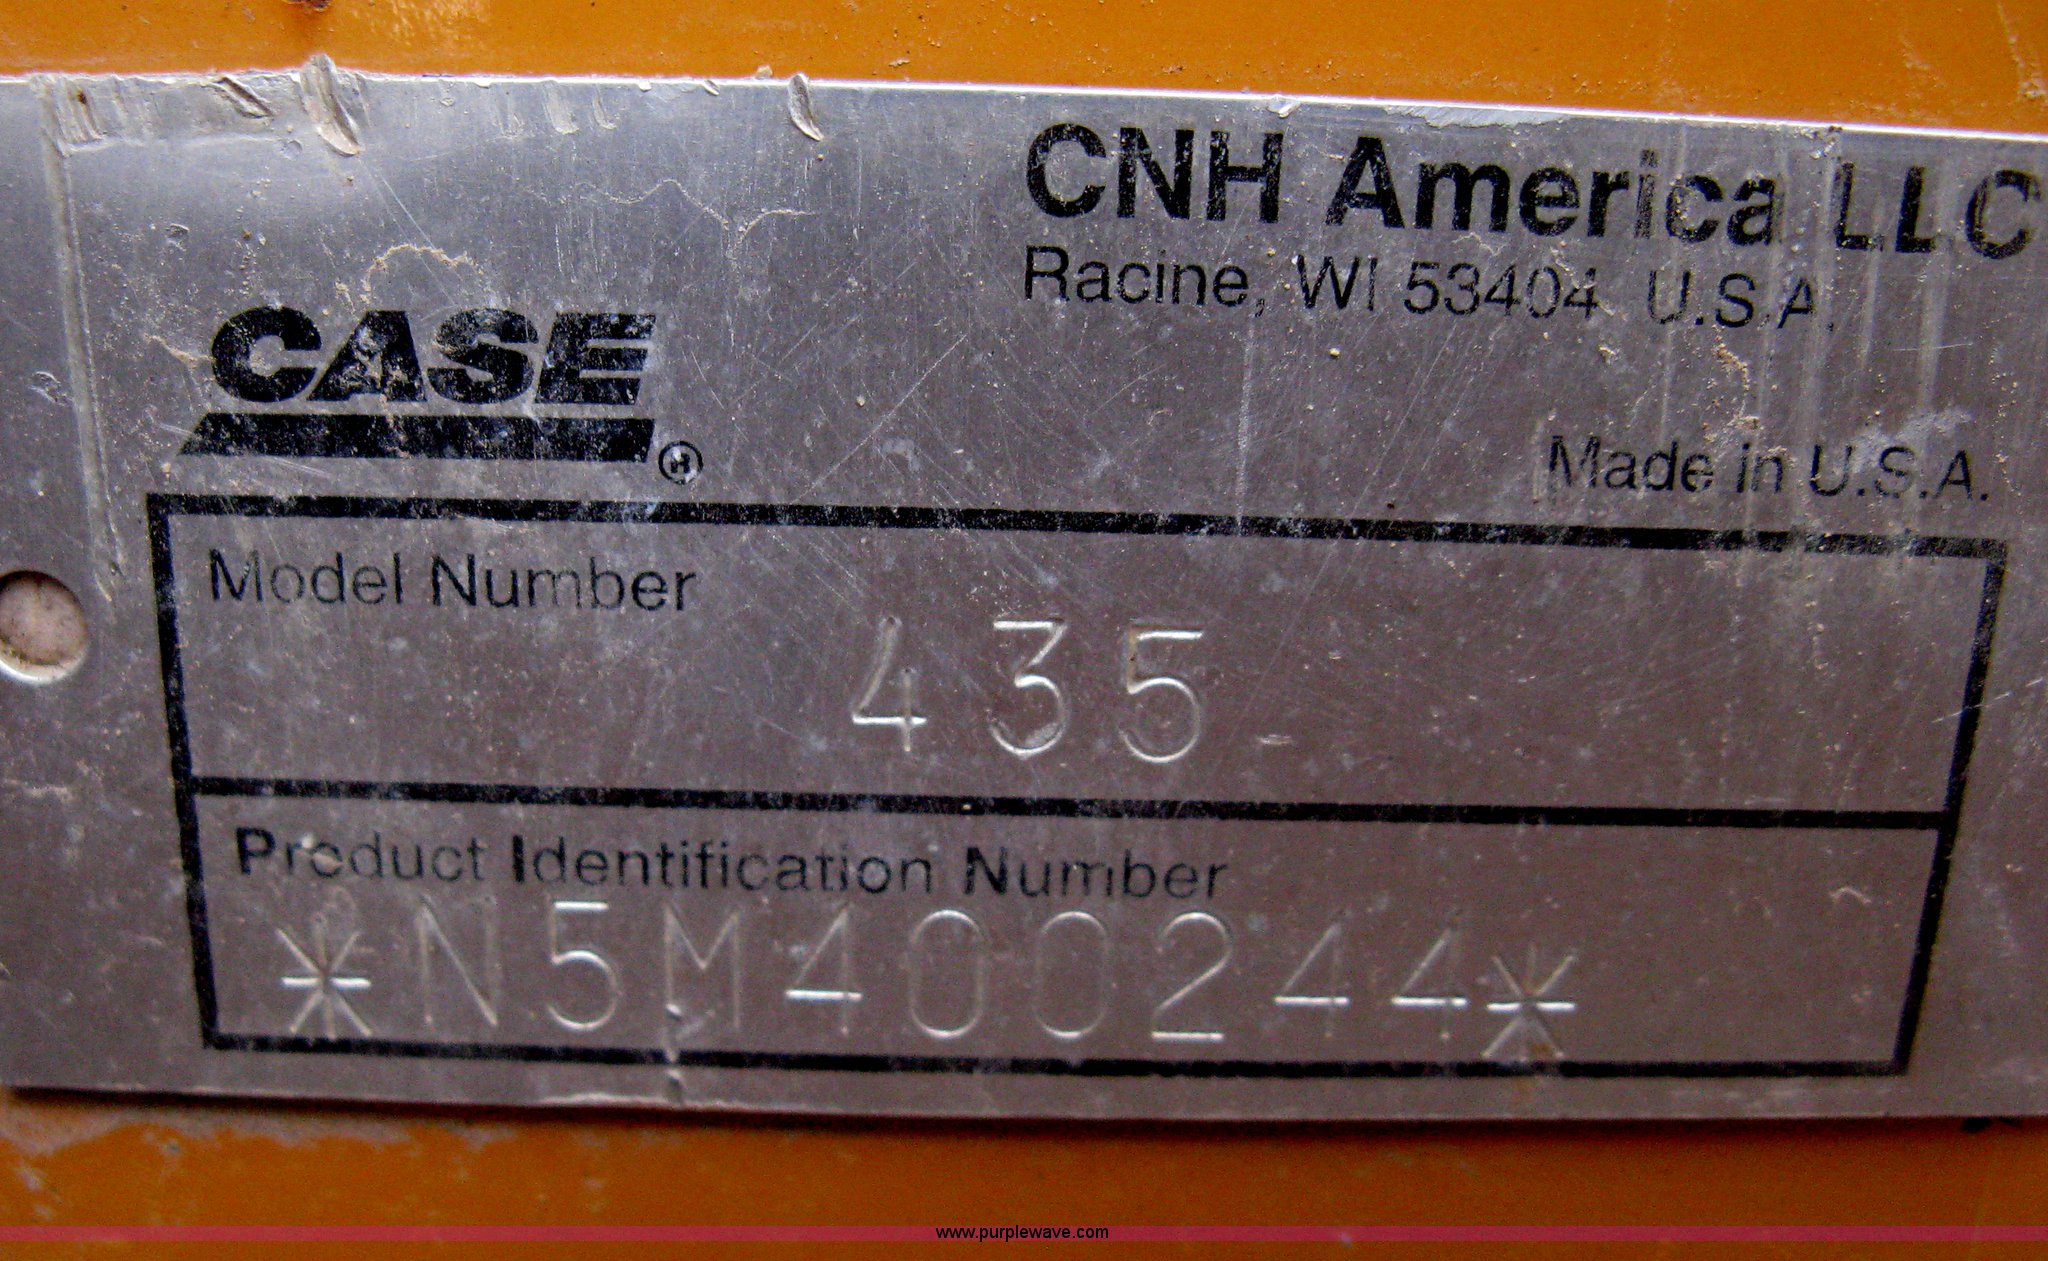 CNH America LLC
Racine, WI 53404 U.S.A.
CASE®
Made in U.S.A.
Model Number
435
Product Identification Number
*N5M400244*
www.purplewave.com